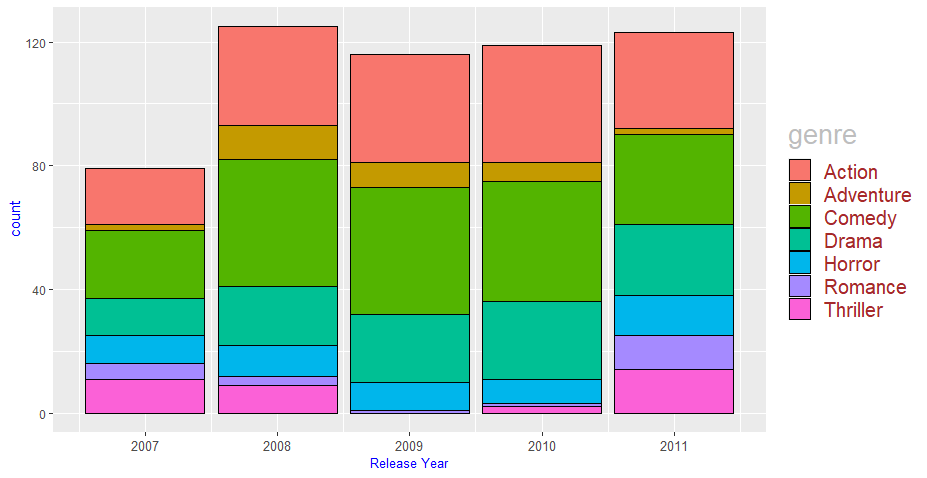 120
80
40
0
count
2007 2008 2009 2010 2011
Release Year
genre
Action
Adventure
Comedy
Drama
Horror
Romance
Thriller